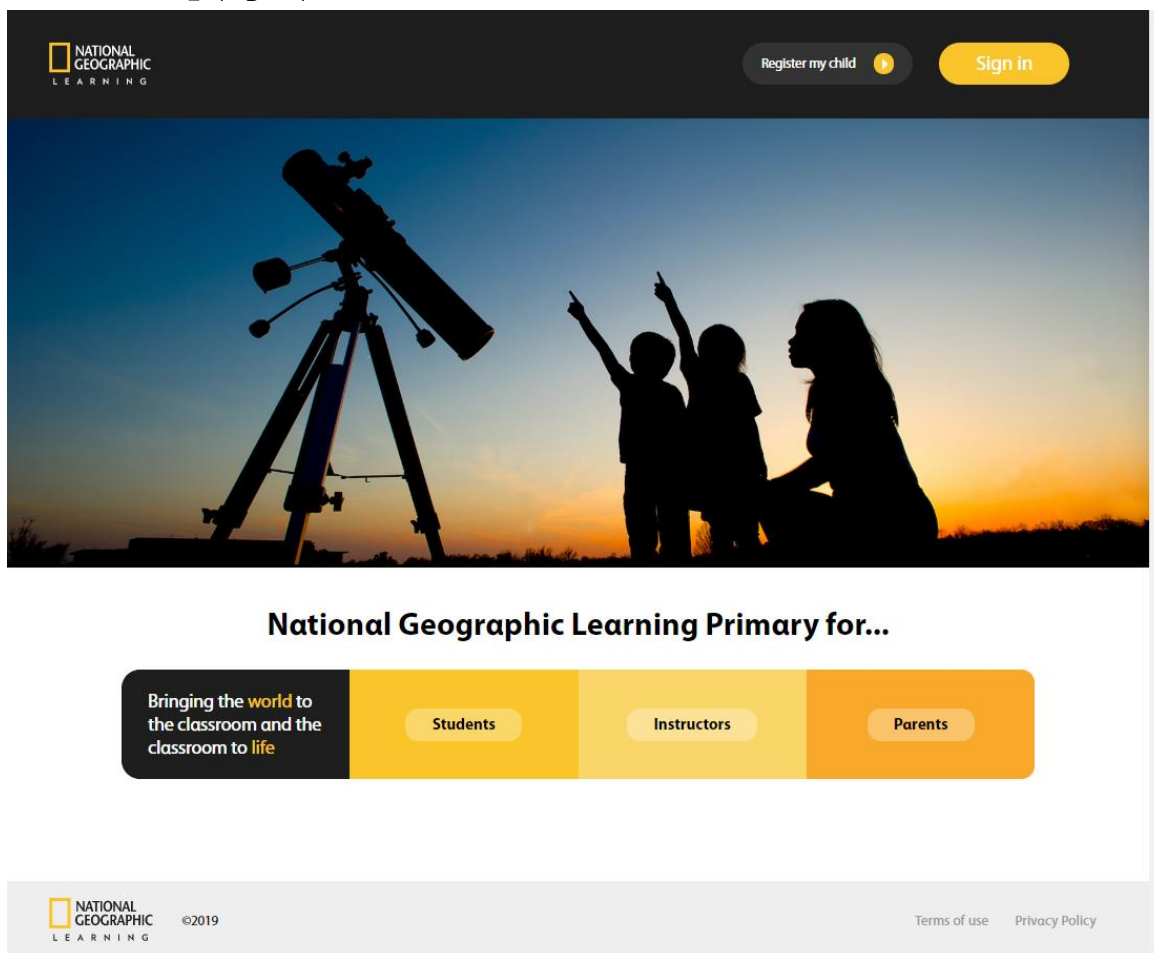 NATIONAL
GEOGRAPHIC
LEARNING
Register my child
Sign in
National Geographic Learning Primary for...
Bringing the world to
the classroom and the
classroom to life
Students
Instructors
Parents
NATIONAL
GEOGRAPHIC
LEARNING
©2019
Terms of use
Privacy Policy